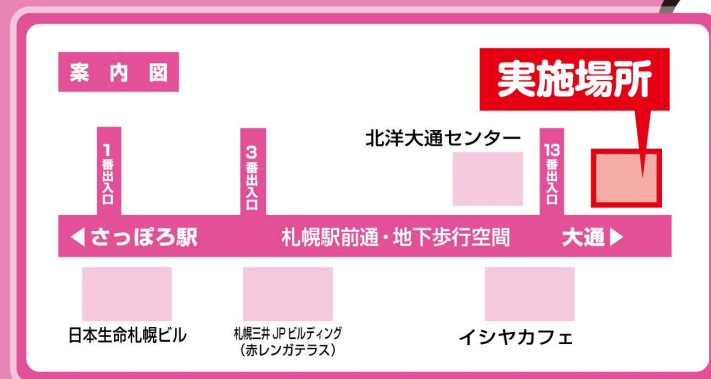 案内図
実施場所
北洋大通センター
1番出入口
3番出入口
13番出入口
◀さっぽろ駅
札幌駅前通・地下歩行空間
大通▶
日本生命札幌ビル
札幌三井JPビルディング
（赤レンガテラス）
イシヤカフェ